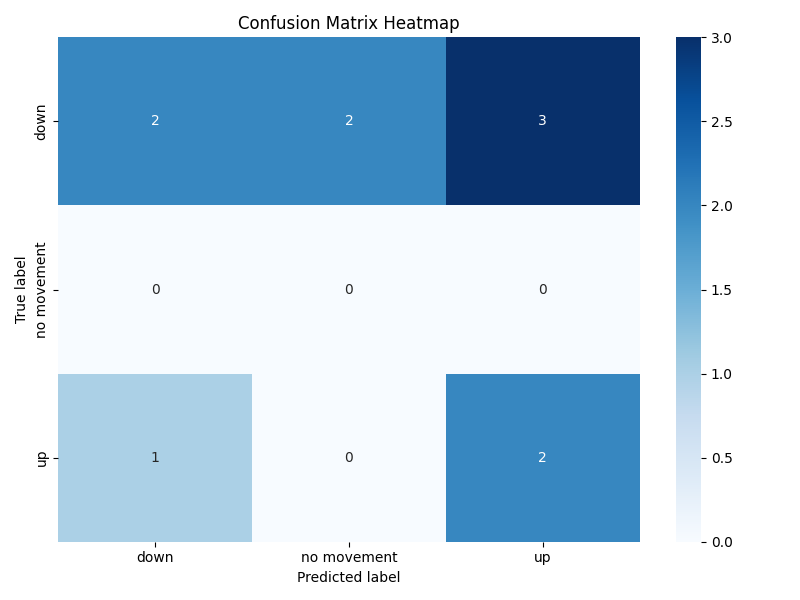 Confusion Matrix Heatmap
True label
down
no movement
up
2 2 3
0 0 0
1 0 2
down no movement up
Predicted label
3.0
2.5
2.0
1.5
1.0
0.5
0.0